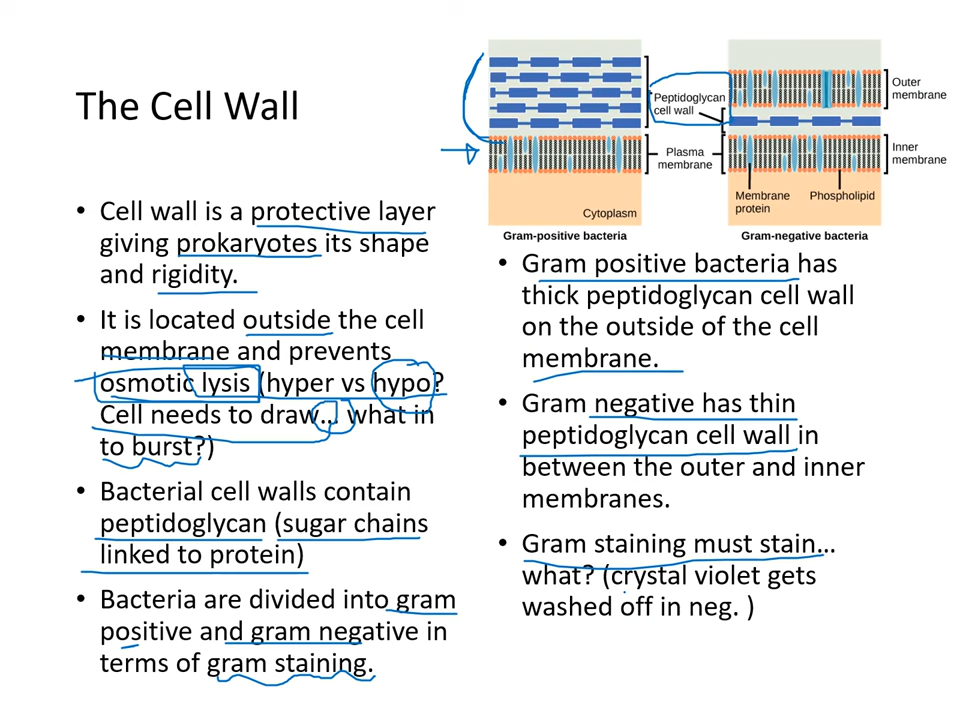 The Cell Wall
• Cell wall is a protective layer
giving prokaryotes its shape
and rigidity.
• It is located outside the cell
membrane and prevents
osmotic lysis (hyper vs hypo?
Cell needs to draw... what in
to burst?)
• Bacterial cell walls contain
peptidoglycan (sugar chains
linked to protein)
• Bacteria are divided into gram
positive and gram negative in
terms of gram staining.
Peptidoglycan
cell wall
Plasma
membrane
Cytoplasm
Gram-positive bacteria
Outer
membrane
Inner
membrane
Membrane
protein
Phospholipid
Gram-negative bacteria
• Gram positive bacteria has
thick peptidoglycan cell wall
on the outside of the cell
membrane.
• Gram negative has thin
peptidoglycan cell wall in
between the outer and inner
membranes.
• Gram staining must stain...
what? (crystal violet gets
washed off in neg. )